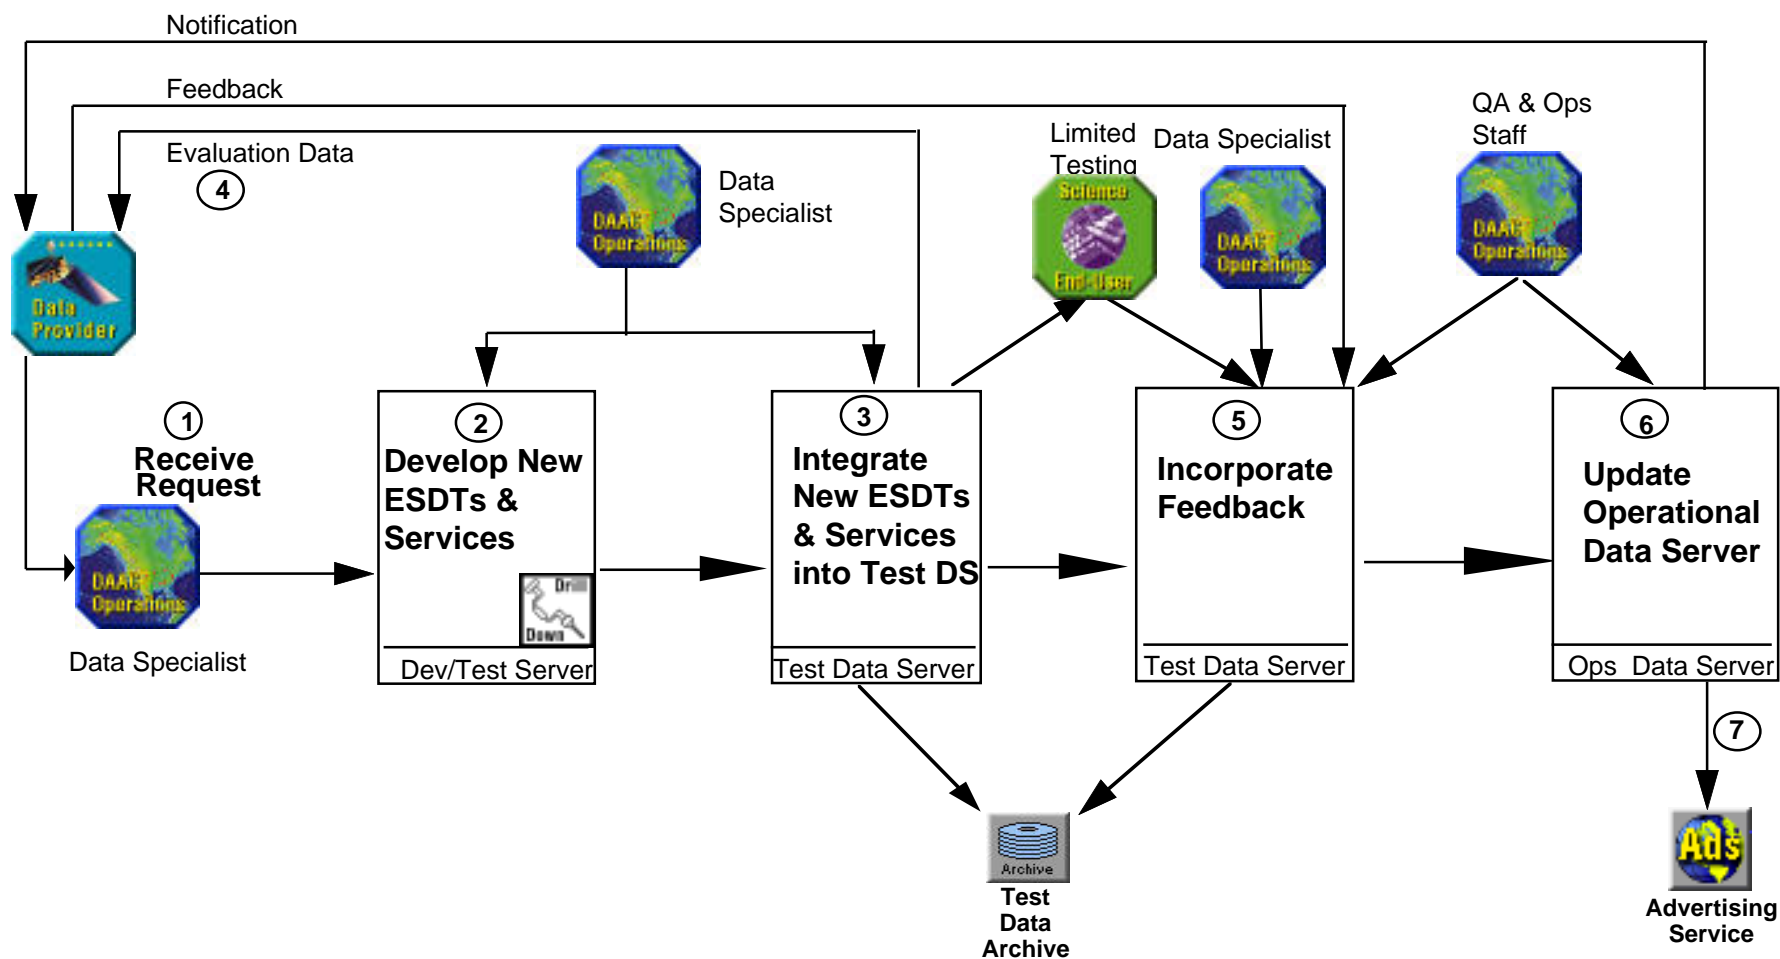 Notification
Feedback
Evaluation Data
4
Data
Provider
1
Receive
Request
DAAC
Operations
Data Specialist
DAAC
Operations
Data
Specialist
2
Develop New
ESDTs &
Services
Drill
Down
Dev/Test Server
3
Integrate
New ESDTs
& Services
into Test DS
Test Data Server
Limited
Testing
Science
End-User
Data Specialist
DAAC
Operations
5
Incorporate
Feedback
Test Data Server
QA & Ops
Staff
DAAC
Operations
6
Update
Operational
Data Server
Ops Data Server
7
Archive
Test
Data
Archive
Ads
Advertising
Service